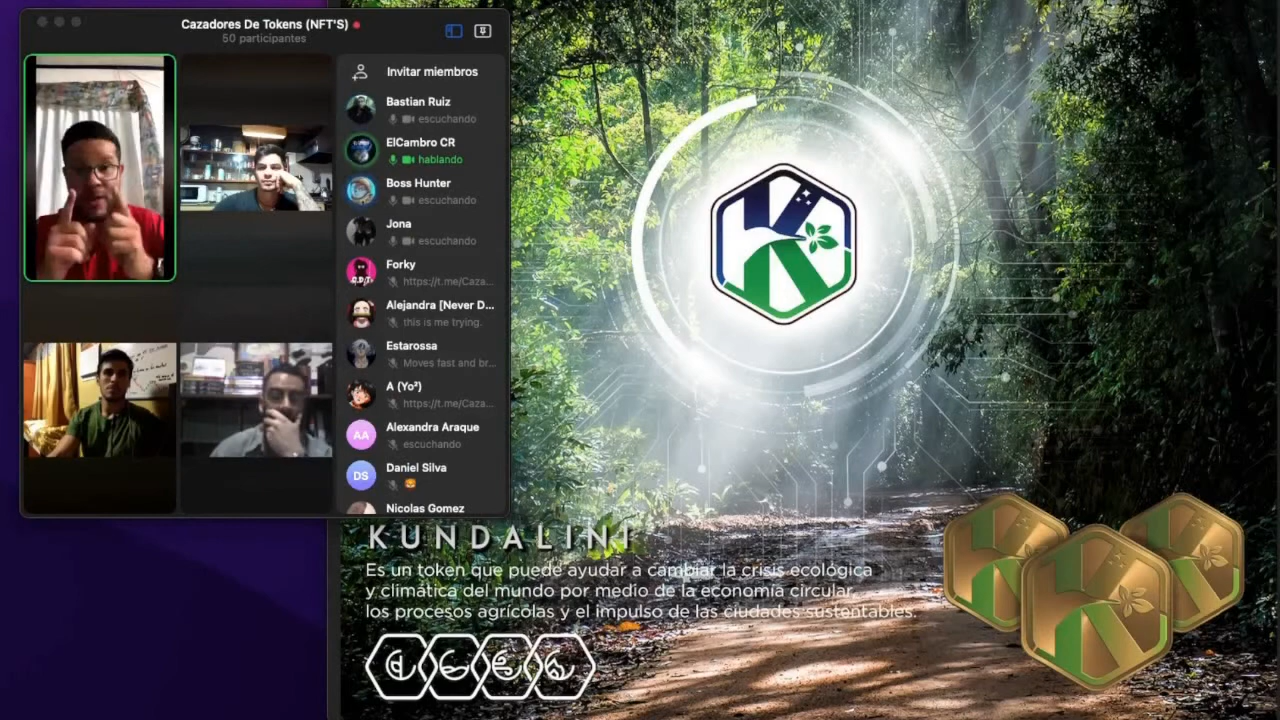 Cazadores De Tokens (NFT'S)
50 participantes
Invitar miembros
Bastian Ruiz
escuchando
ElCambro CR
hablando
Boss Hunter
escuchando
Jona
escuchando
Forky
https://t.me/Caza...
Alejandra [Never D...
this is me trying.
Estarossa
Moves fast and br...
A (Yo²)
https://t.me/Caza...
AA
Alexandra Araque
escuchando
DS
Daniel Silva
Nicolas Gomez
KUNDALINI
Es un token que puede ayudar a cambiar la crisis ecológica
y climática del mundo por medio de la economía circular,
los procesos agrícolas y el impulso de las ciudades sustentables.